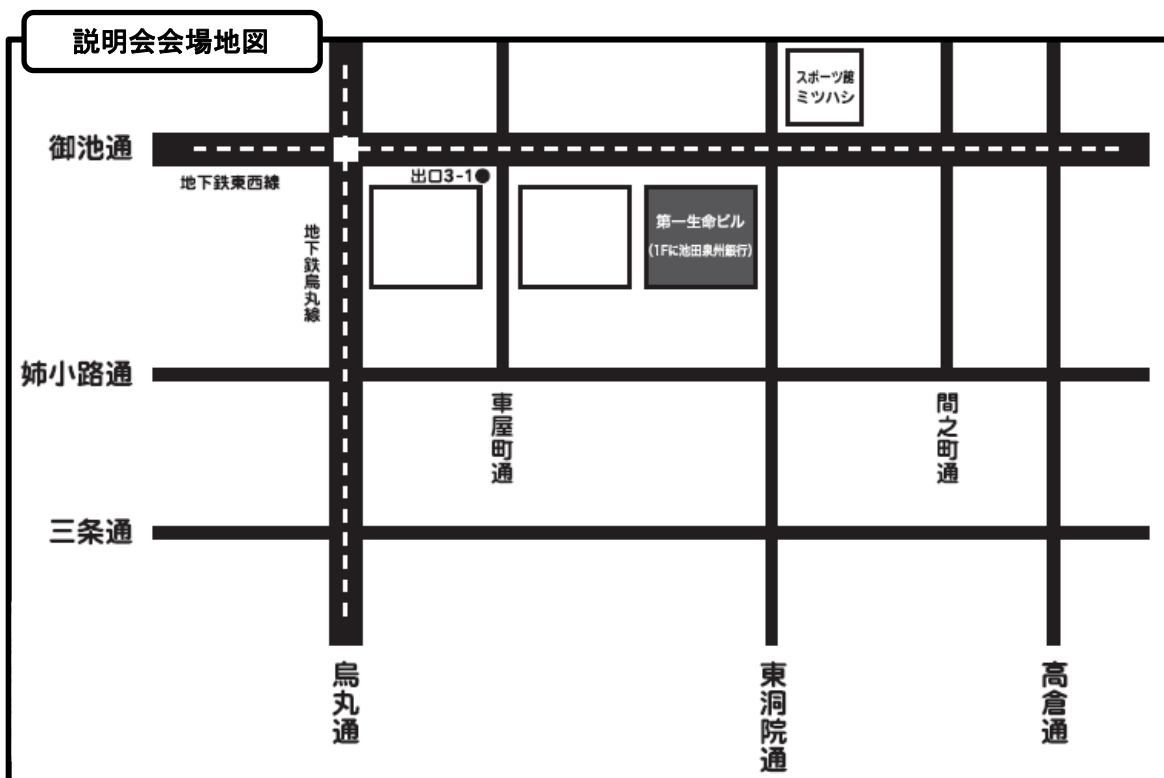 説明会会場地図
スポーツ館
ミツハシ
御池通
出口3-1
地下鉄東西線
第一生命ビル
(1Fに池田泉州銀行)
地下鉄烏丸線
姉小路通
車屋町通
間之町通
三条通
烏丸通
東洞院通
高倉通